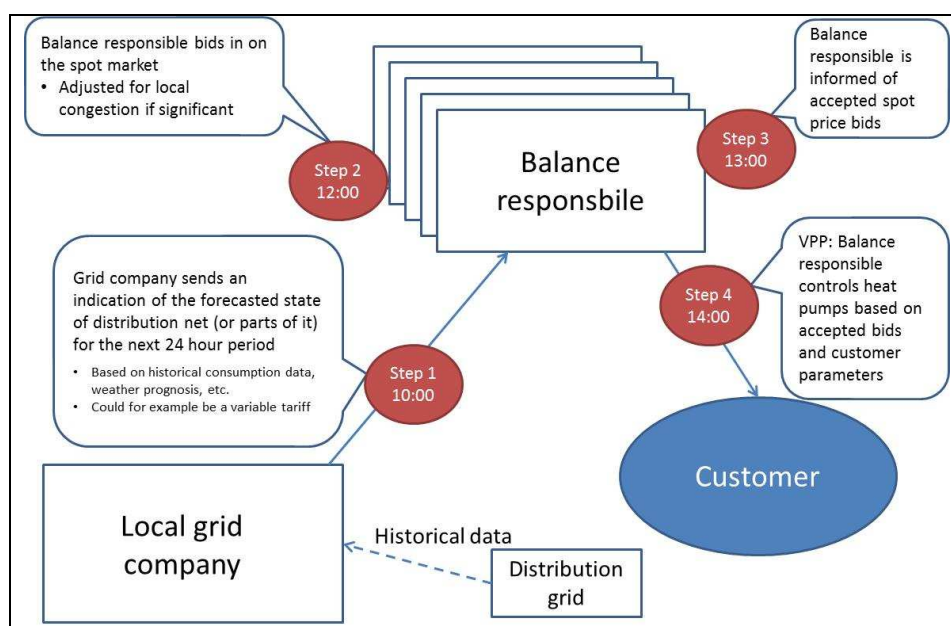 Balance responsible bids in on
the spot market
• Adjusted for local
congestion if significant
Step 2
12:00
Balance
responsbile
Step 3
13:00
Balance
responsible is
informed of
accepted spot
price bids
Grid company sends an
indication of the forecasted state
of distribution net (or parts of it)
for the next 24 hour period
• Based on historical consumption data,
weather prognosis, etc.
• Could for example be a variable tariff
Step 1
10:00
Step 4
14:00
VPP: Balance
responsible
controls heat
pumps based on
accepted bids
and customer
parameters
Local grid
company
Historical data
Distribution
grid
Customer